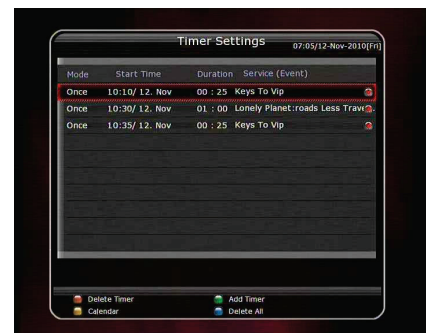 Timer Settings 07:05/12-Nov-2010[Fri]
Mode Start Time Duration Service (Event)
Once 10:10/ 12. Nov 00 : 25 Keys To Vip
Once 10:30/ 12. Nov 01 : 00 Lonely Planet:roads Less Trave
Once 10:35/ 12. Nov 00 : 25 Keys To Vip
Delete Timer Add Timer
Calendar Delete All